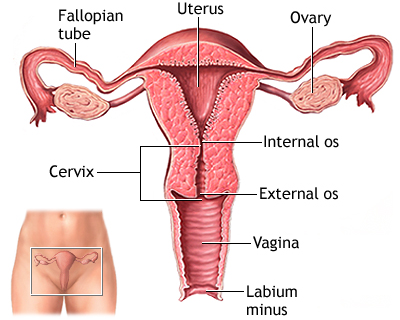 Fallopian
tube
Uterus
Ovary
Internal os
Cervix
External os
Vagina
Labium
minus